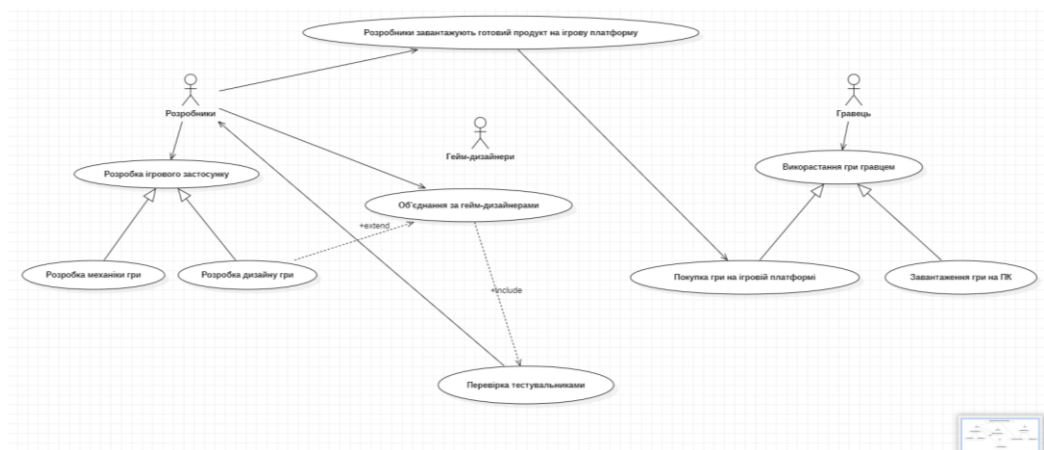 Розробники завантажують готовий продукт на ігрову платформу
Розробники
Гравець
Гейм-дизайнери
Розробка ігрового застосунку
Викорастання гри гравцем
Об'єднання за гейм-дизайнерами
+extend
Розробка механіки гри
Розробка дизайну гри
Покупка гри на ігровій платформі
Завантаження гри на ПК
+include
Перевірка тестувальниками